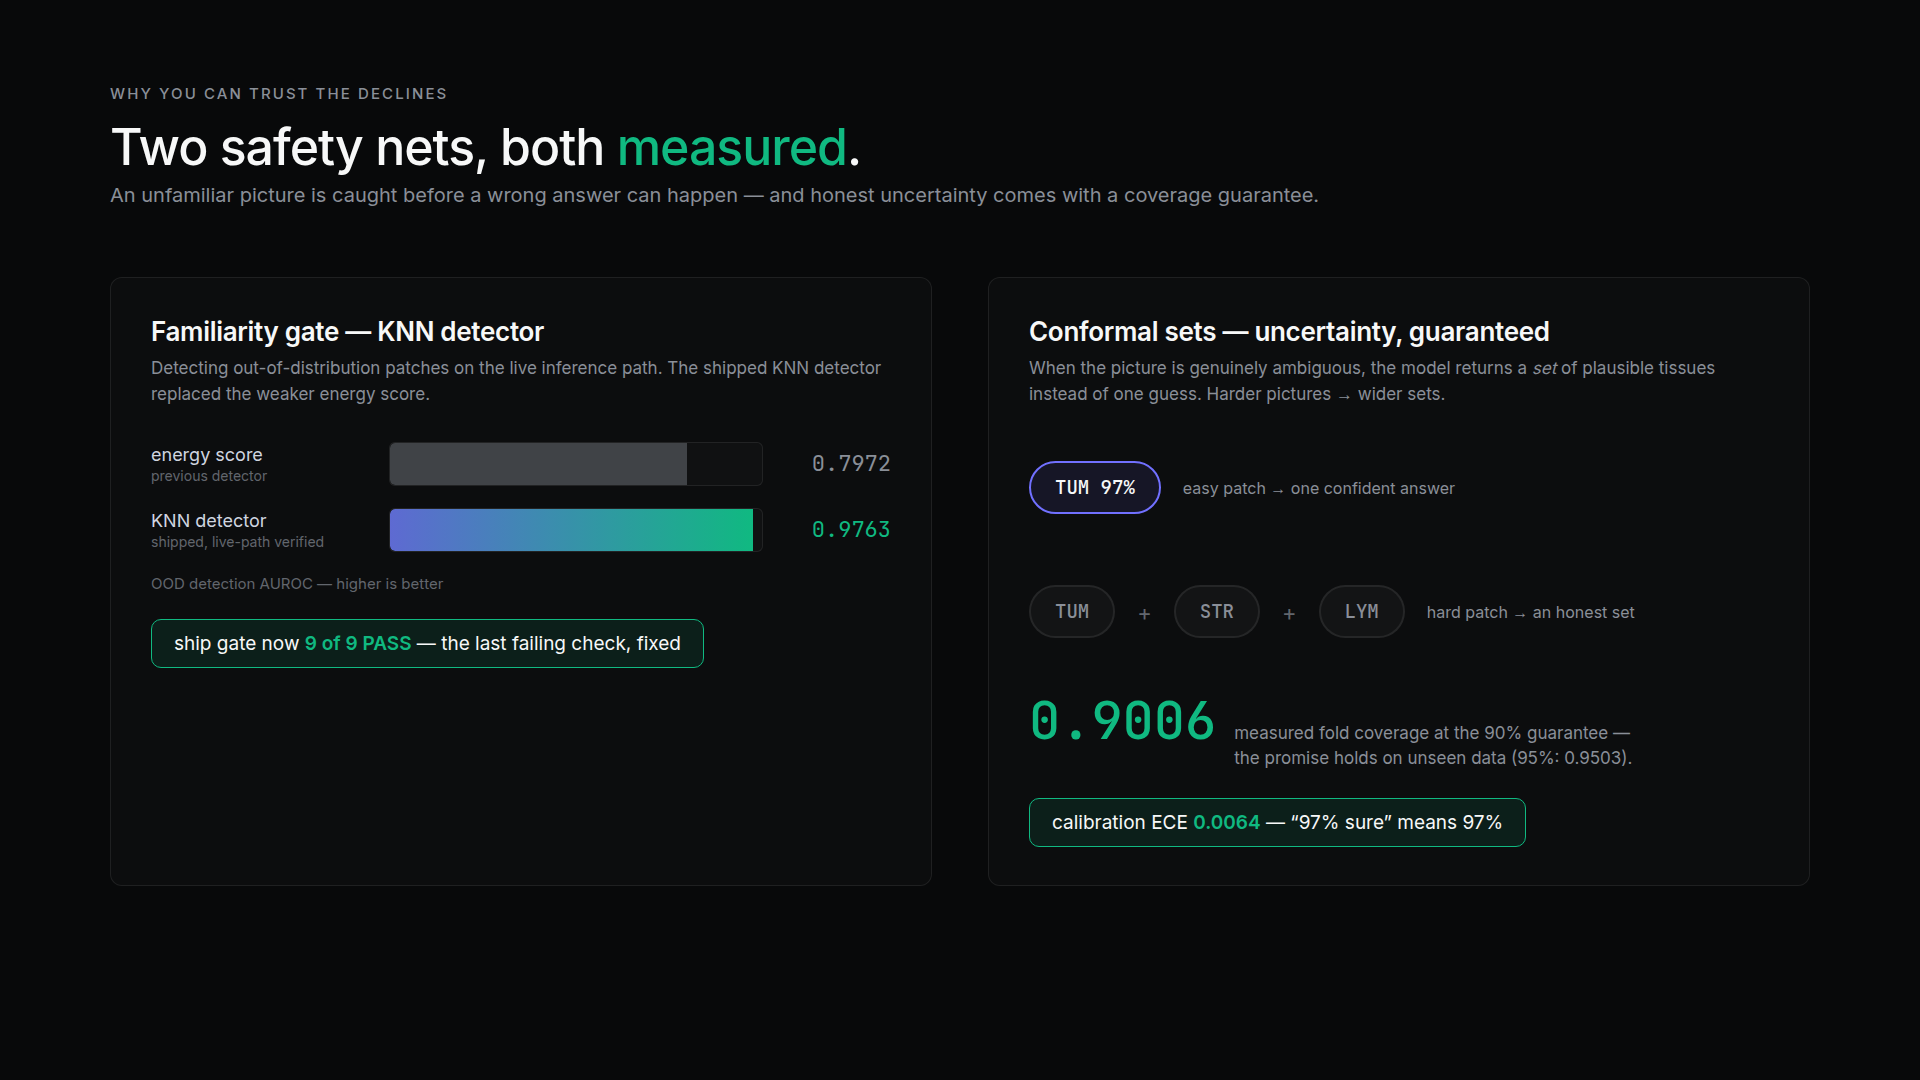 WHY YOU CAN TRUST THE DECLINES
Two safety nets, both measured.
An unfamiliar picture is caught before a wrong answer can happen — and honest uncertainty comes with a coverage guarantee.
Familiarity gate — KNN detector
Detecting out-of-distribution patches on the live inference path. The shipped KNN detector
replaced the weaker energy score.
energy score
previous detector
0.7972
KNN detector
shipped, live-path verified
0.9763
OOD detection AUROC — higher is better
ship gate now 9 of 9 PASS — the last failing check, fixed
Conformal sets — uncertainty, guaranteed
When the picture is genuinely ambiguous, the model returns a set of plausible tissues
instead of one guess. Harder pictures → wider sets.
TUM 97% easy patch → one confident answer
TUM + STR + LYM hard patch → an honest set
0.9006
measured fold coverage at the 90% guarantee —
the promise holds on unseen data (95%: 0.9503).
calibration ECE 0.0064 — “97% sure” means 97%